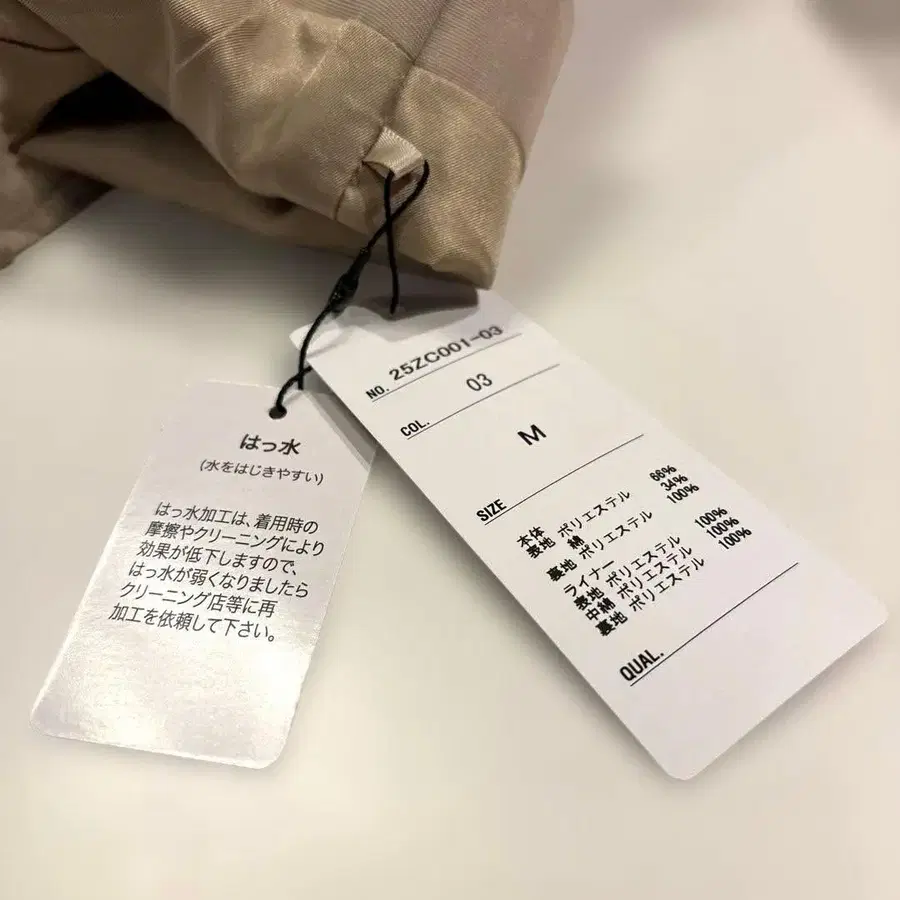 はっ水
(水をはじきやすい)
はっ水加工は、着用時の
摩擦やクリーニングにより
効果が低下しますので、
はっ水が弱くなりましたら
クリーニング店等に再
加工を依頼して下さい。
NO. 25ZC001-03
COL. 03
SIZE M
本体
表地 ポリエステル 66%
綿 34%
裏地 ポリエステル 100%
ライナー
表地 ポリエステル 100%
中綿 ポリエステル 100%
裏地 ポリエステル 100%
QUAL.